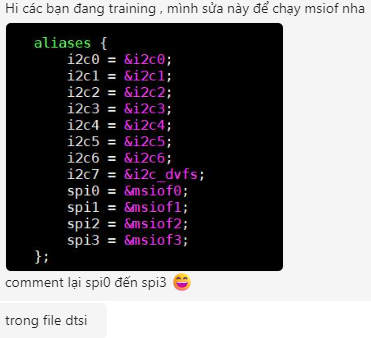 Hi các bạn đang training , mình sửa này để chạy msiof nha
aliases {
i2c0 = &i2c0;
i2c1 = &i2c1;
i2c2 = &i2c2;
i2c3 = &i2c3;
i2c4 = &i2c4;
i2c5 = &i2c5;
i2c6 = &i2c6;
i2c7 = &i2c_dvfs;
spi0 = &msiof0;
spi1 = &msiof1;
spi2 = &msiof2;
spi3 = &msiof3;
};
comment lại spi0 đến spi3 😄
trong file dtsi